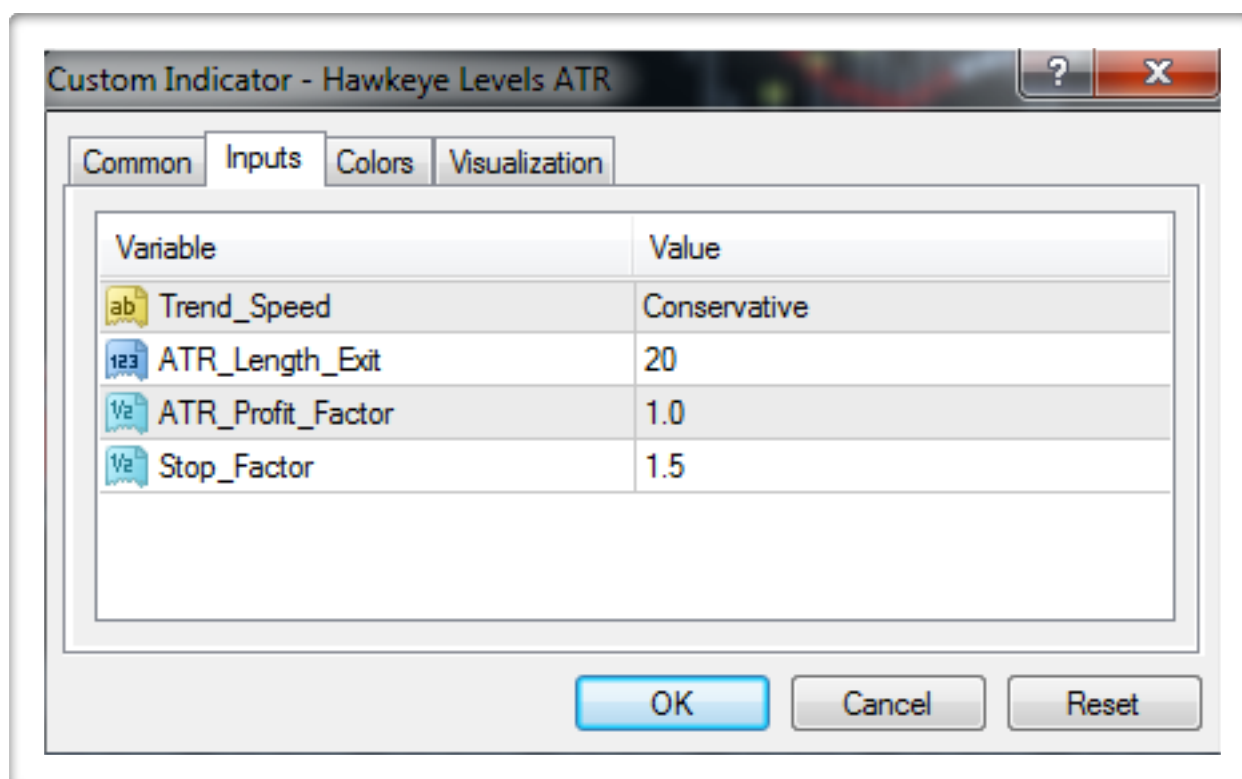 Custom Indicator - Hawkeye Levels ATR ? X
Common Inputs Colors Visualization
Variable Value
ab Trend_Speed Conservative
123 ATR_Length_Exit 20
1/2 ATR_Profit_Factor 1.0
1/2 Stop_Factor 1.5
OK Cancel Reset